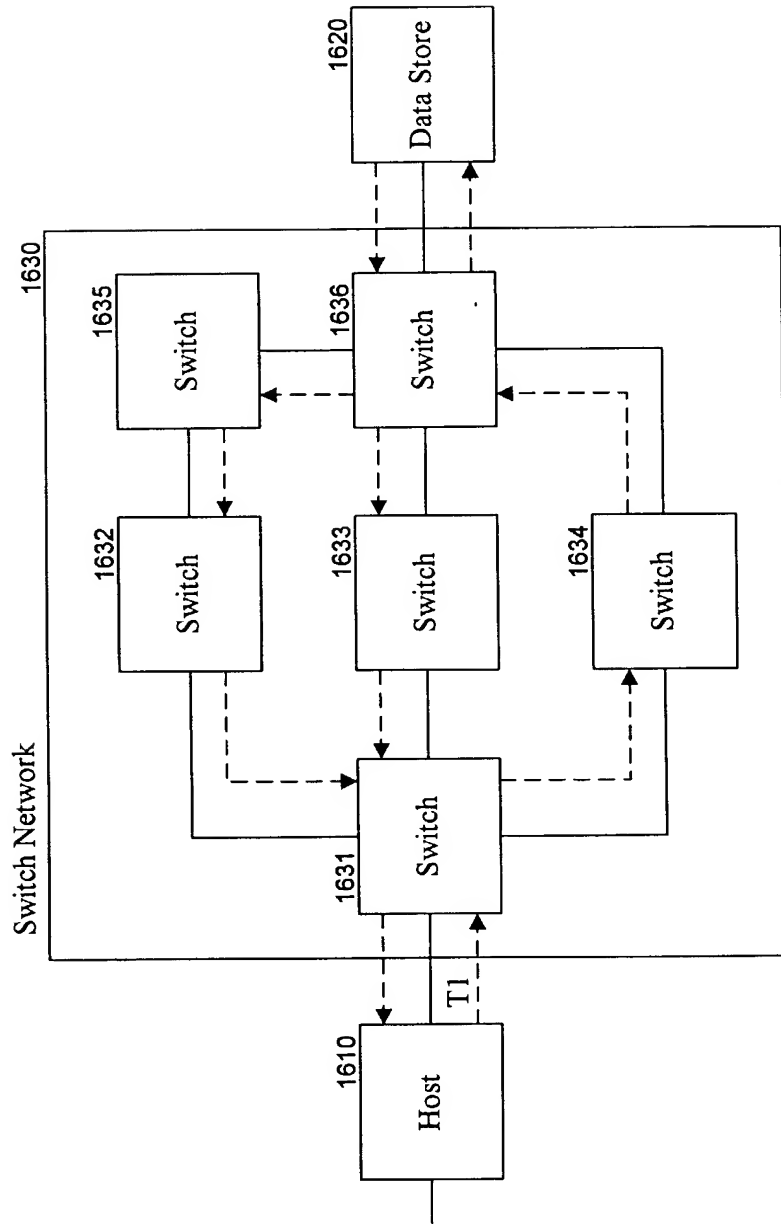 Switch Network
1630
1635
Switch
1632
Switch
1620
Data Store
1636
Switch
1633
Switch
1631
Switch
1610
Host
T1
1634
Switch